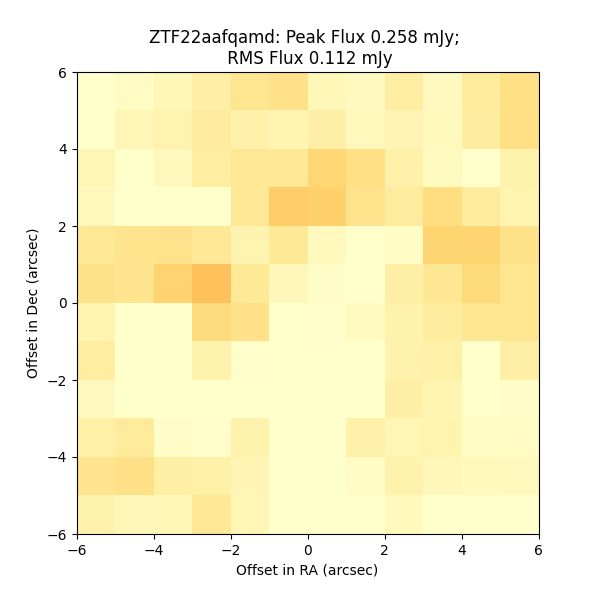 ZTF22aafqamd: Peak Flux 0.258 mJy;
RMS Flux 0.112 mJy
6
4
2
0
−2
−4
−6
Offset in Dec (arcsec)
−6 −4 −2 0 2 4 6
Offset in RA (arcsec)